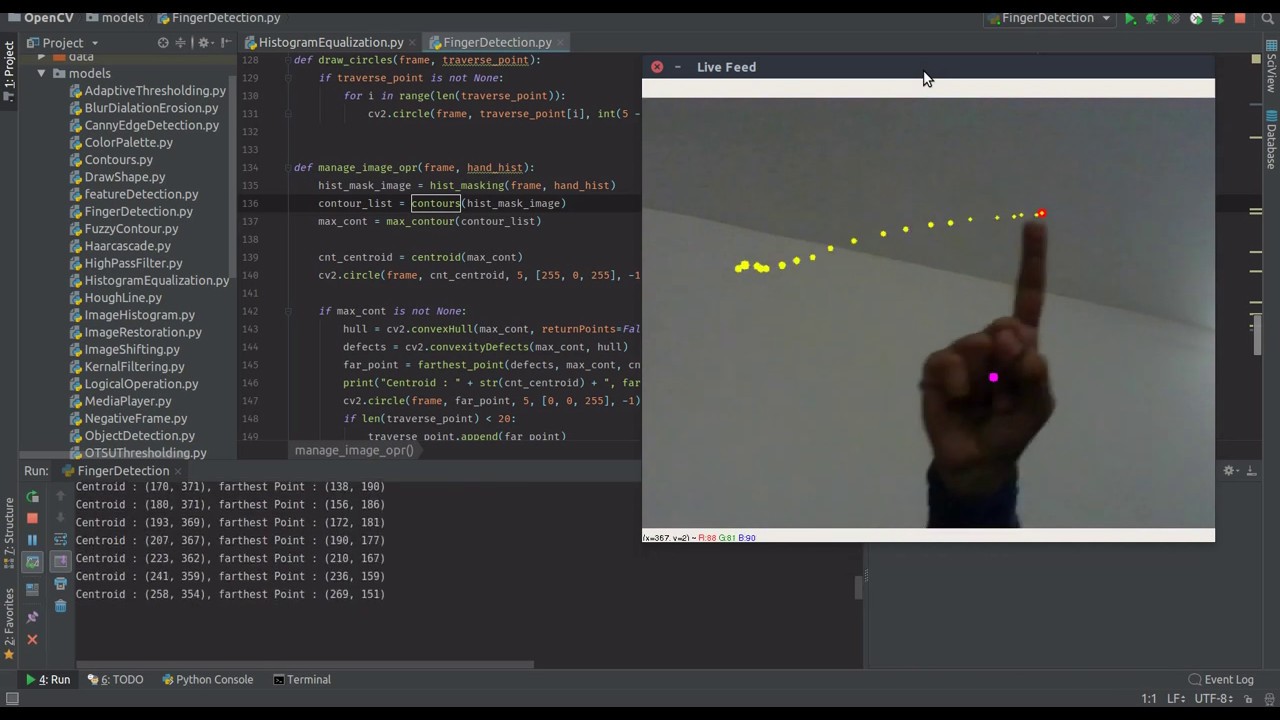 OpenCV models FingerDetection.py FingerDetection
Project HistogramEqualization.py FingerDetection.py
1: Project
data
models
AdaptiveThresholding.py
BlurDialationErosion.py
CannyEdgeDetection.py
ColorPalette.py
Contours.py
DrawShape.py
featureDetection.py
FingerDetection.py
FuzzyContour.py
Haarcascade.py
HighPassFilter.py
HistogramEqualization.py
HoughLine.py
ImageHistogram.py
ImageRestoration.py
ImageShifting.py
KernalFiltering.py
LogicalOperation.py
MediaPlayer.py
NegativeFrame.py
ObjectDetection.py
OTSUThresholding.py
128 def draw_circles(frame, traverse_point):
129 if traverse_point is not None:
130 for i in range(len(traverse_point)):
131 cv2.circle(frame, traverse_point[i], int(5 -
132
133
134 def manage_image_opr(frame, hand_hist):
135 hist_mask_image = hist_masking(frame, hand_hist)
136 contour_list = contours(hist_mask_image)
137 max_cont = max_contour(contour_list)
138
139 cnt_centroid = centroid(max_cont)
140 cv2.circle(frame, cnt_centroid, 5, [255, 0, 255], -1
141
142 if max_cont is not None:
143 hull = cv2.convexHull(max_cont, returnPoints=Fal
144 defects = cv2.convexityDefects(max_cont, hull)
145 far_point = farthest_point(defects, max_cont, cn
146 print("Centroid : " + str(cnt_centroid) + ", far
147 cv2.circle(frame, far_point, 5, [0, 0, 255], -1)
148 if len(traverse_point) < 20:
149 traverse_point.append(far_point)
manage_image_opr()
Live Feed
(x=367, y=2) ~ R:88 G:81 B:90
SciView
Database
Run: FingerDetection
Centroid : (170, 371), farthest Point : (138, 190)
Centroid : (180, 371), farthest Point : (156, 186)
Centroid : (193, 369), farthest Point : (172, 181)
Centroid : (207, 367), farthest Point : (190, 177)
Centroid : (223, 362), farthest Point : (210, 167)
Centroid : (241, 359), farthest Point : (236, 159)
Centroid : (258, 354), farthest Point : (269, 151)
7: Structure
2: Favorites
4: Run 6: TODO Python Console Terminal Event Log
1:1 LF UTF-8